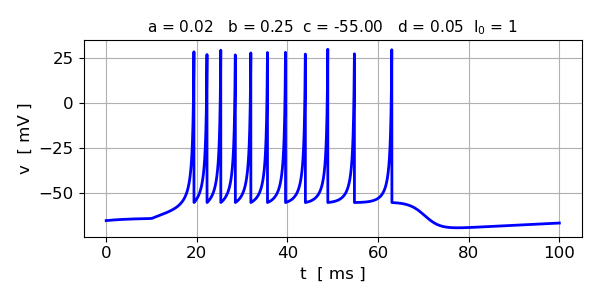 a = 0.02 b = 0.25 c = -55.00 d = 0.05 I₀ = 1
25
0
−25
−50
v [ mV ]
0 20 40 60 80 100
t [ ms ]